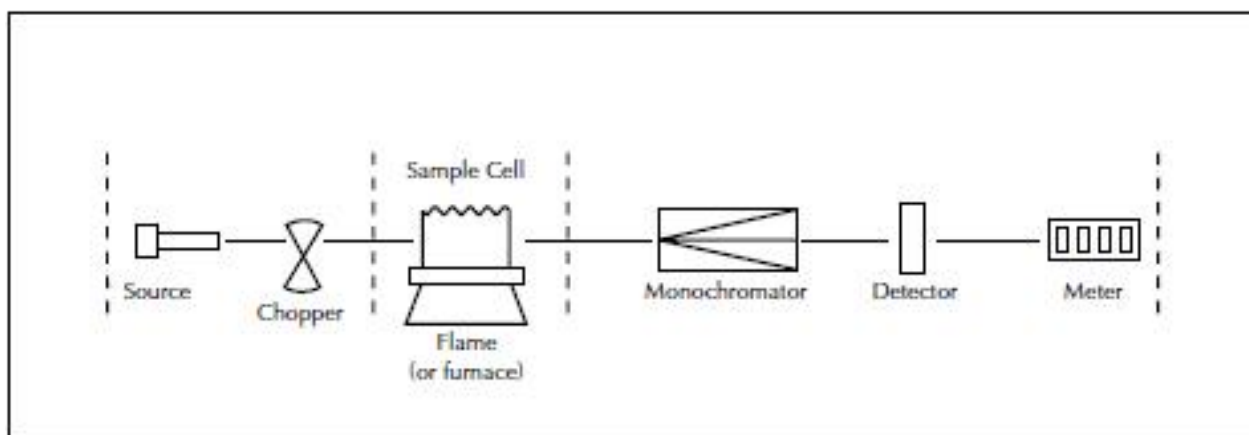 Sample Cell
Source
Chopper
Flame
(or furnace)
Monochromator
Detector
Meter